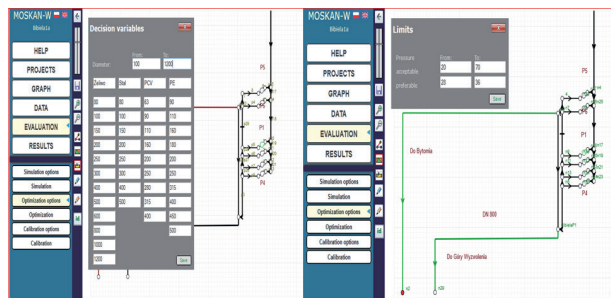 MOSKAN-W
Obieldata
HELP
PROJECTS
GRAPH
DATA
EVALUATION
RESULTS
Simulation options
Simulation
Optimization options
Optimization
Calibration options
Calibration
Decision variables
From: To:
Diameter: 100 1200
Żeliwo Stal PCV PE
80 80 63 90
100 100 90 110
150 150 110 160
200 200 160 180
250 250 200 200
300 300 225 250
400 400 280 315
500 500 315 400
600 400 450
800 500
1000
1200
Save
P5
P1
P4
MOSKAN-W
Obieldata
HELP
PROJECTS
GRAPH
DATA
EVALUATION
RESULTS
Simulation options
Simulation
Optimization options
Optimization
Calibration options
Calibration
Limits
Pressure From: To:
acceptable 20 70
preferable 28 36
Save
P5
P1
P4
Do Bytomia
DN 800
Do Góry Wyzwolenia
n2
n29